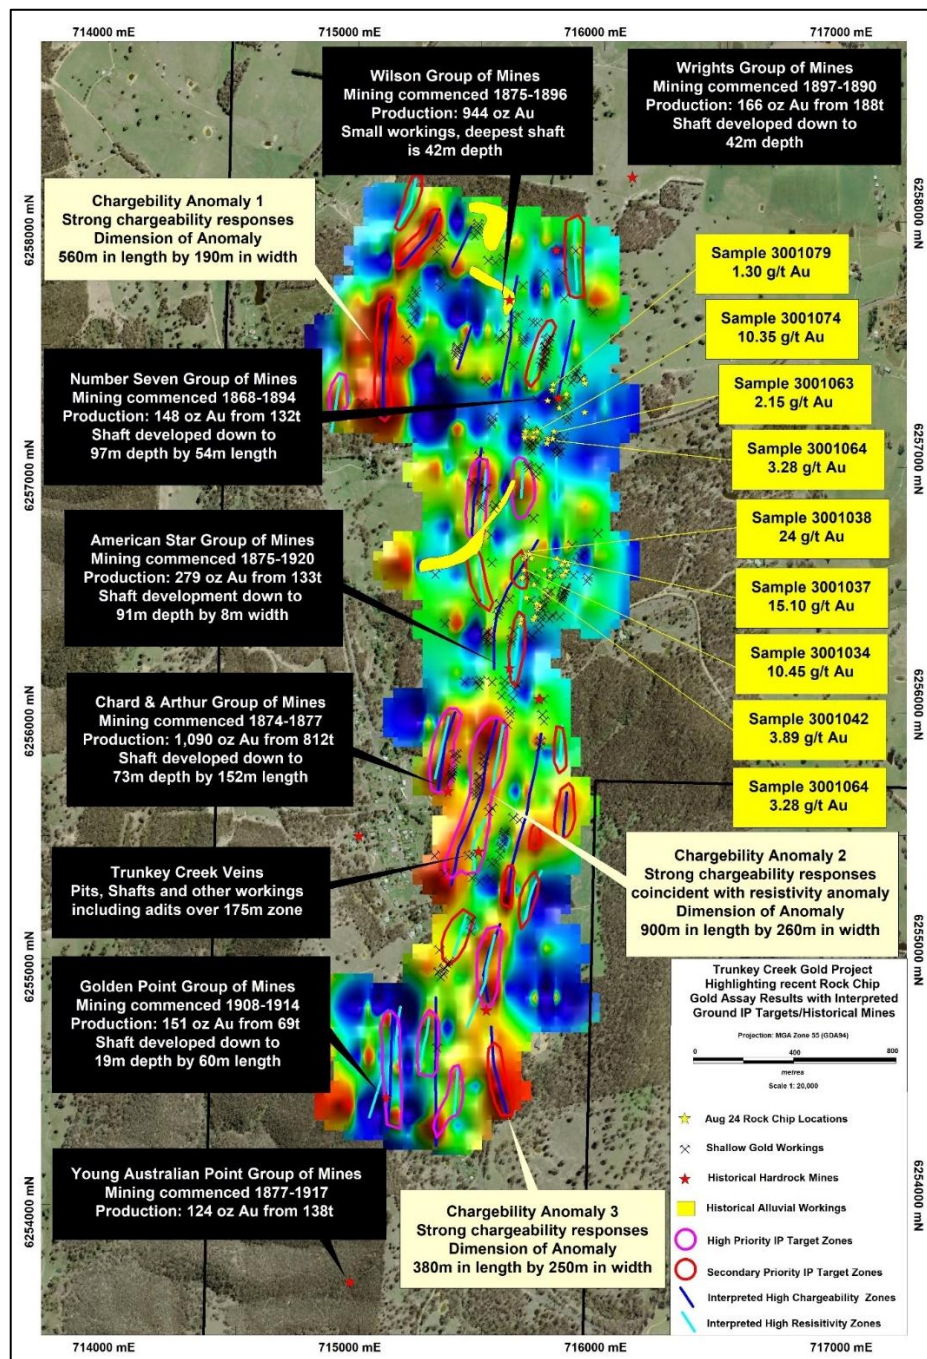 714000 mE
715000 mE
716000 mE
717000 mE
Wilson Group of Mines
Mining commenced 1875-1896
Production: 944 oz Au
Small workings, deepest shaft
is 42m depth
Wrights Group of Mines
Mining commenced 1897-1890
Production: 166 oz Au from 188t
Shaft developed down to
42m depth
6258000 mN
6258000 mN
Chargebility Anomaly 1
Strong chargeability responses
Dimension of Anomaly
560m in length by 190m in width
Sample 3001079
1.30 g/t Au
Sample 3001074
10.35 g/t Au
Number Seven Group of Mines
Mining commenced 1868-1894
Production: 148 oz Au from 132t
Shaft developed down to
97m depth by 54m length
Sample 3001063
2.15 g/t Au
Sample 3001064
3.28 g/t Au
6257000 mN
6257000 mN
Sample 3001038
24 g/t Au
American Star Group of Mines
Mining commenced 1875-1920
Production: 279 oz Au from 133t
Shaft development down to
91m depth by 8m width
Sample 3001037
15.10 g/t Au
Sample 3001034
10.45 g/t Au
6256000 mN
6256000 mN
Chard & Arthur Group of Mines
Mining commenced 1874-1877
Production: 1,090 oz Au from 812t
Shaft developed down to
73m depth by 152m length
Sample 3001042
3.89 g/t Au
Sample 3001064
3.28 g/t Au
Trunkey Creek Veins
Pits, Shafts and other workings
including adits over 175m zone
Chargebility Anomaly 2
Strong chargeability responses
coincident with resistivity anomaly
Dimension of Anomaly
900m in length by 260m in width
6255000 mN
6255000 mN
Golden Point Group of Mines
Mining commenced 1908-1914
Production: 151 oz Au from 69t
Shaft developed down to
19m depth by 60m length
Young Australian Point Group of Mines
Mining commenced 1877-1917
Production: 124 oz Au from 138t
Chargebility Anomaly 3
Strong chargeability responses
Dimension of Anomaly
380m in length by 250m in width
6254000 mN
6254000 mN
Trunkey Creek Gold Project
Highlighting recent Rock Chip
Gold Assay Results with Interpreted
Ground IP Targets/Historical Mines
Projection: MGA Zone 55 (GDA94)
0 400 800
metres
Scale 1: 20,000
Aug 24 Rock Chip Locations
Shallow Gold Workings
Historical Hardrock Mines
Historical Alluvial Workings
High Priority IP Target Zones
Secondary Priority IP Target Zones
Interpreted High Chargeability Zones
Interpreted High Resisitivity Zones
714000 mE
715000 mE
716000 mE
717000 mE